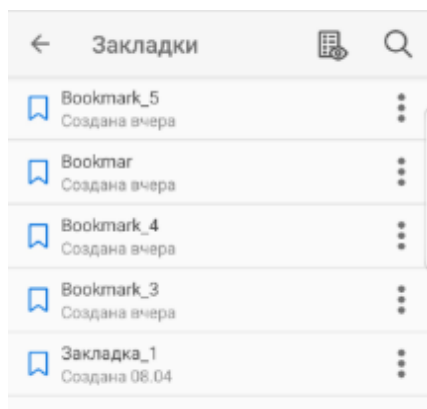 Закладки
Bookmark_5
Создана вчера
Bookmar
Создана вчера
Bookmark_4
Создана вчера
Bookmark_3
Создана вчера
Закладка_1
Создана 08.04